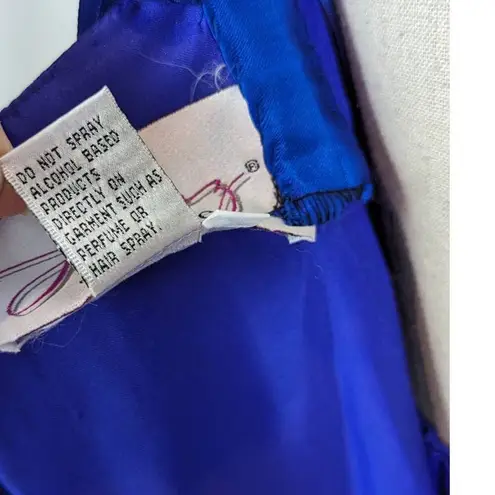 DO NOT SPRAY
ALCOHOL BASED
PRODUCTS
DIRECTLY ON
GARMENT SUCH AS
PERFUME OR
HAIR SPRAY.
®